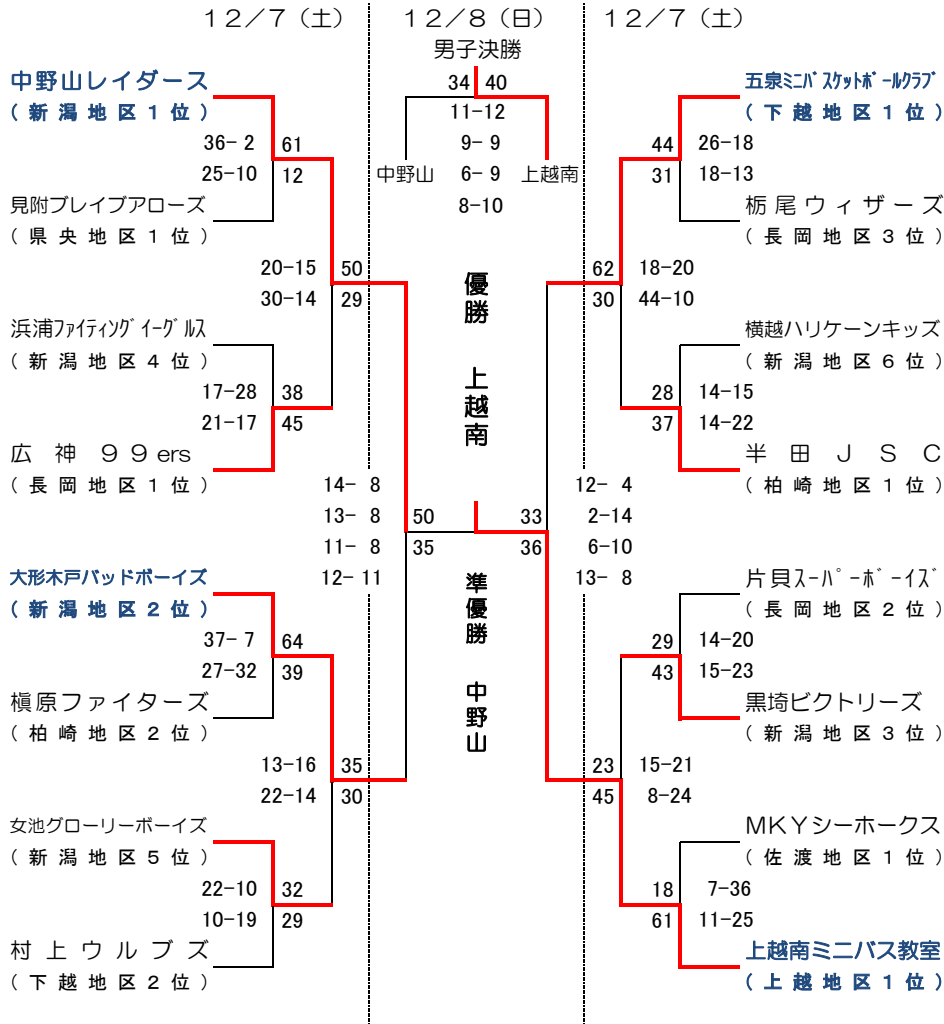 12/7(土)
12/8(日)
12/7(土)
男子決勝
34 40
11-12
9- 9
6- 9
8-10
中野山
上越南
中野山レイダース
(新潟地区1位)
36- 2 61
25-10 12
見附ブレイブアローズ
(県央地区1位)
20-15 50
30-14 29
浜浦ファイティングイーグルス
(新潟地区4位)
17-28 38
21-17 45
広神99ers
(長岡地区1位)
14- 8
13- 8
11- 8
12- 11
50
35
大形木戸バッドボーイズ
(新潟地区2位)
37- 7 64
27-32 39
槇原ファイターズ
(柏崎地区2位)
13-16 35
22-14 30
女池グローリーボーイズ
(新潟地区5位)
22-10 32
10-19 29
村上ウルブズ
(下越地区2位)
優勝 上越南
準優勝 中野山
五泉ミニバスケットボールクラブ
(下越地区1位)
44 26-18
31 18-13
栃尾ウィザーズ
(長岡地区3位)
62 18-20
30 44-10
横越ハリケーンキッズ
(新潟地区6位)
28 14-15
37 14-22
半田JSC
(柏崎地区1位)
12- 4
2-14
6-10
13- 8
33
36
片貝スーパーボーイズ
(長岡地区2位)
29 14-20
43 15-23
黒埼ビクトリーズ
(新潟地区3位)
23 15-21
45 8-24
MKYシーホークス
(佐渡地区1位)
18 7-36
61 11-25
上越南ミニバス教室
(上越地区1位)